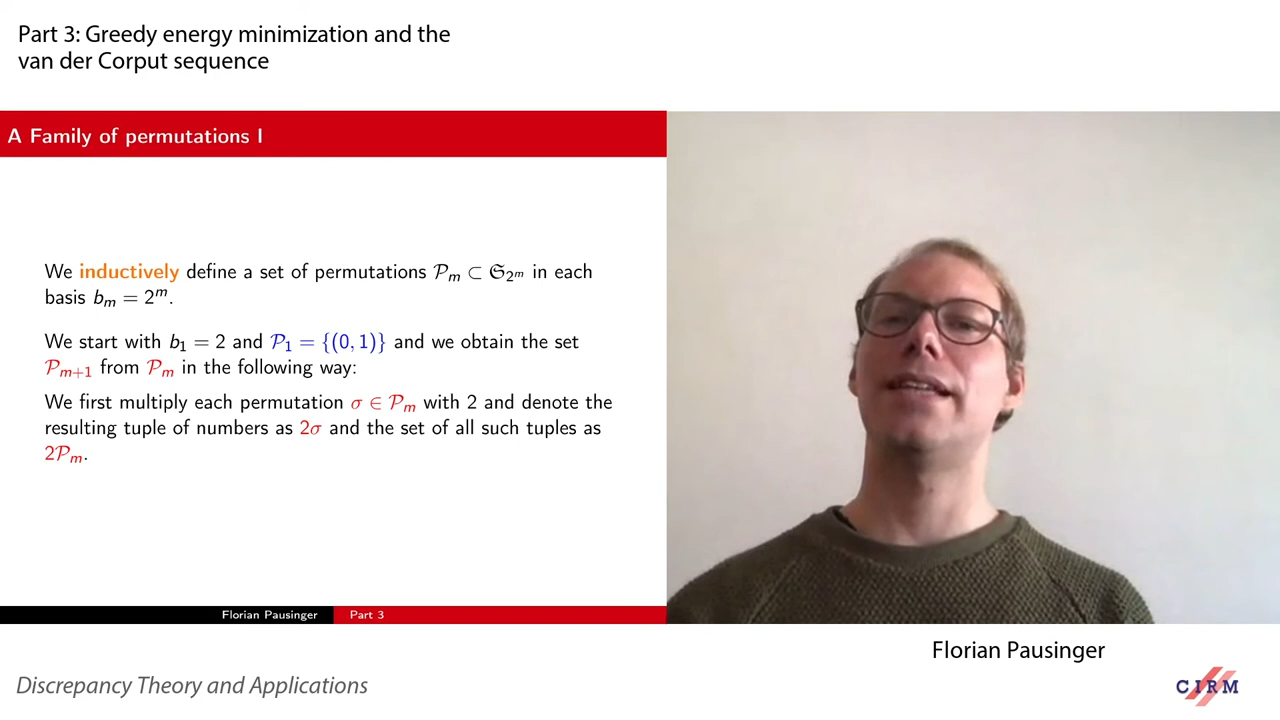 Part 3: Greedy energy minimization and the
van der Corput sequence
A Family of permutations I
We inductively define a set of permutations 𝒫ₘ ⊂ 𝔖_{2^m} in each
basis bₘ = 2^m.
We start with b₁ = 2 and 𝒫₁ = {(0, 1)} and we obtain the set
𝒫ₘ₊₁ from 𝒫ₘ in the following way:
We first multiply each permutation σ ∈ 𝒫ₘ with 2 and denote the
resulting tuple of numbers as 2σ and the set of all such tuples as
2𝒫ₘ.
Florian Pausinger Part 3
Florian Pausinger
Discrepancy Theory and Applications
CIRM